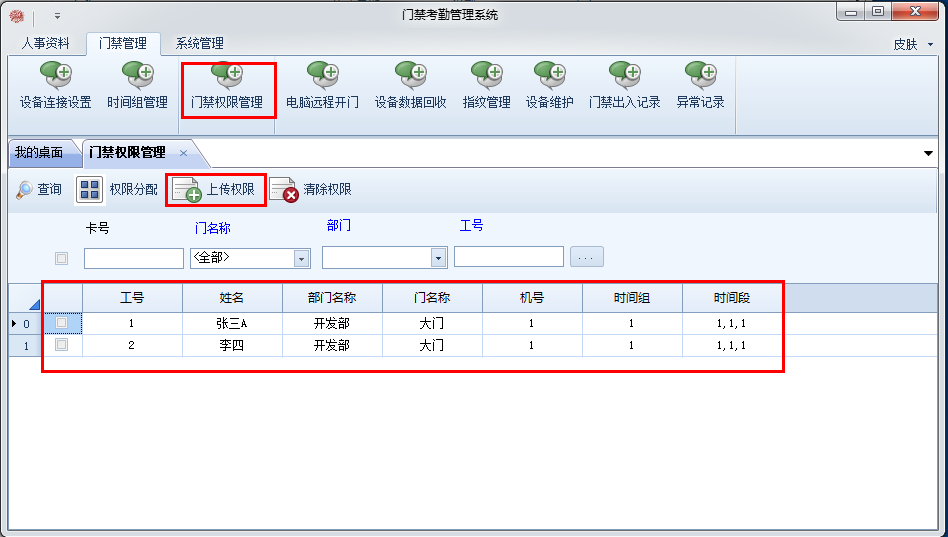 门禁考勤管理系统
人事资料 门禁管理 系统管理 皮肤
设备连接设置 时间组管理 门禁权限管理 电脑远程开门 设备数据回收 指纹管理 设备维护 门禁出入记录 异常记录
我的桌面 门禁权限管理 ×
查询 权限分配 上传权限 清除权限
卡号 门名称 部门 工号
<全部> ...
工号 姓名 部门名称 门名称 机号 时间组 时间段
0 1 张三A 开发部 大门 1 1 1,1,1
1 2 李四 开发部 大门 1 1 1,1,1